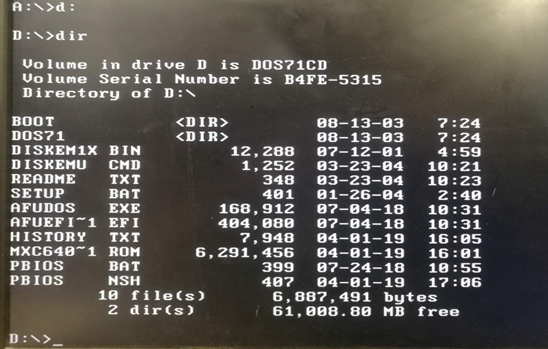 A:\>d:
D:\>dir
Volume in drive D is DOS71CD
Volume Serial Number is B4FE-5315
Directory of D:\
BOOT <DIR> 08-13-03 7:24
DOS71 <DIR> 08-13-03 7:24
DISKEM1X BIN 12,288 07-12-01 4:59
DISKEMU CMD 1,252 03-23-04 10:21
README TXT 348 03-23-04 10:23
SETUP BAT 401 01-26-04 2:40
AFUDOS EXE 168,912 07-04-18 10:31
AFUEFI~1 EFI 404,080 07-04-18 10:31
HISTORY TXT 7,948 04-01-19 16:05
MXC640~1 ROM 6,291,456 04-01-19 16:01
PBIOS BAT 399 07-24-18 10:55
PBIOS NSH 407 04-01-19 17:06
10 file(s) 6,887,491 bytes
2 dir(s) 61,008.80 MB free
D:\>_